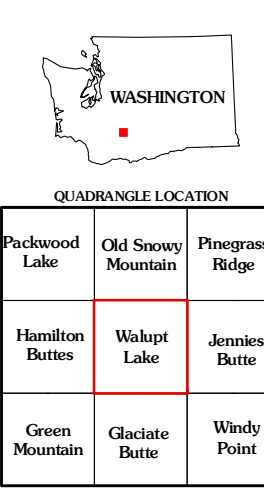 WASHINGTON
QUADRANGLE LOCATION
Packwood
Lake
Old Snowy
Mountain
Pinegrass
Ridge
Hamilton
Buttes
Walupt
Lake
Jennies
Butte
Green
Mountain
Glaciate
Butte
Windy
Point